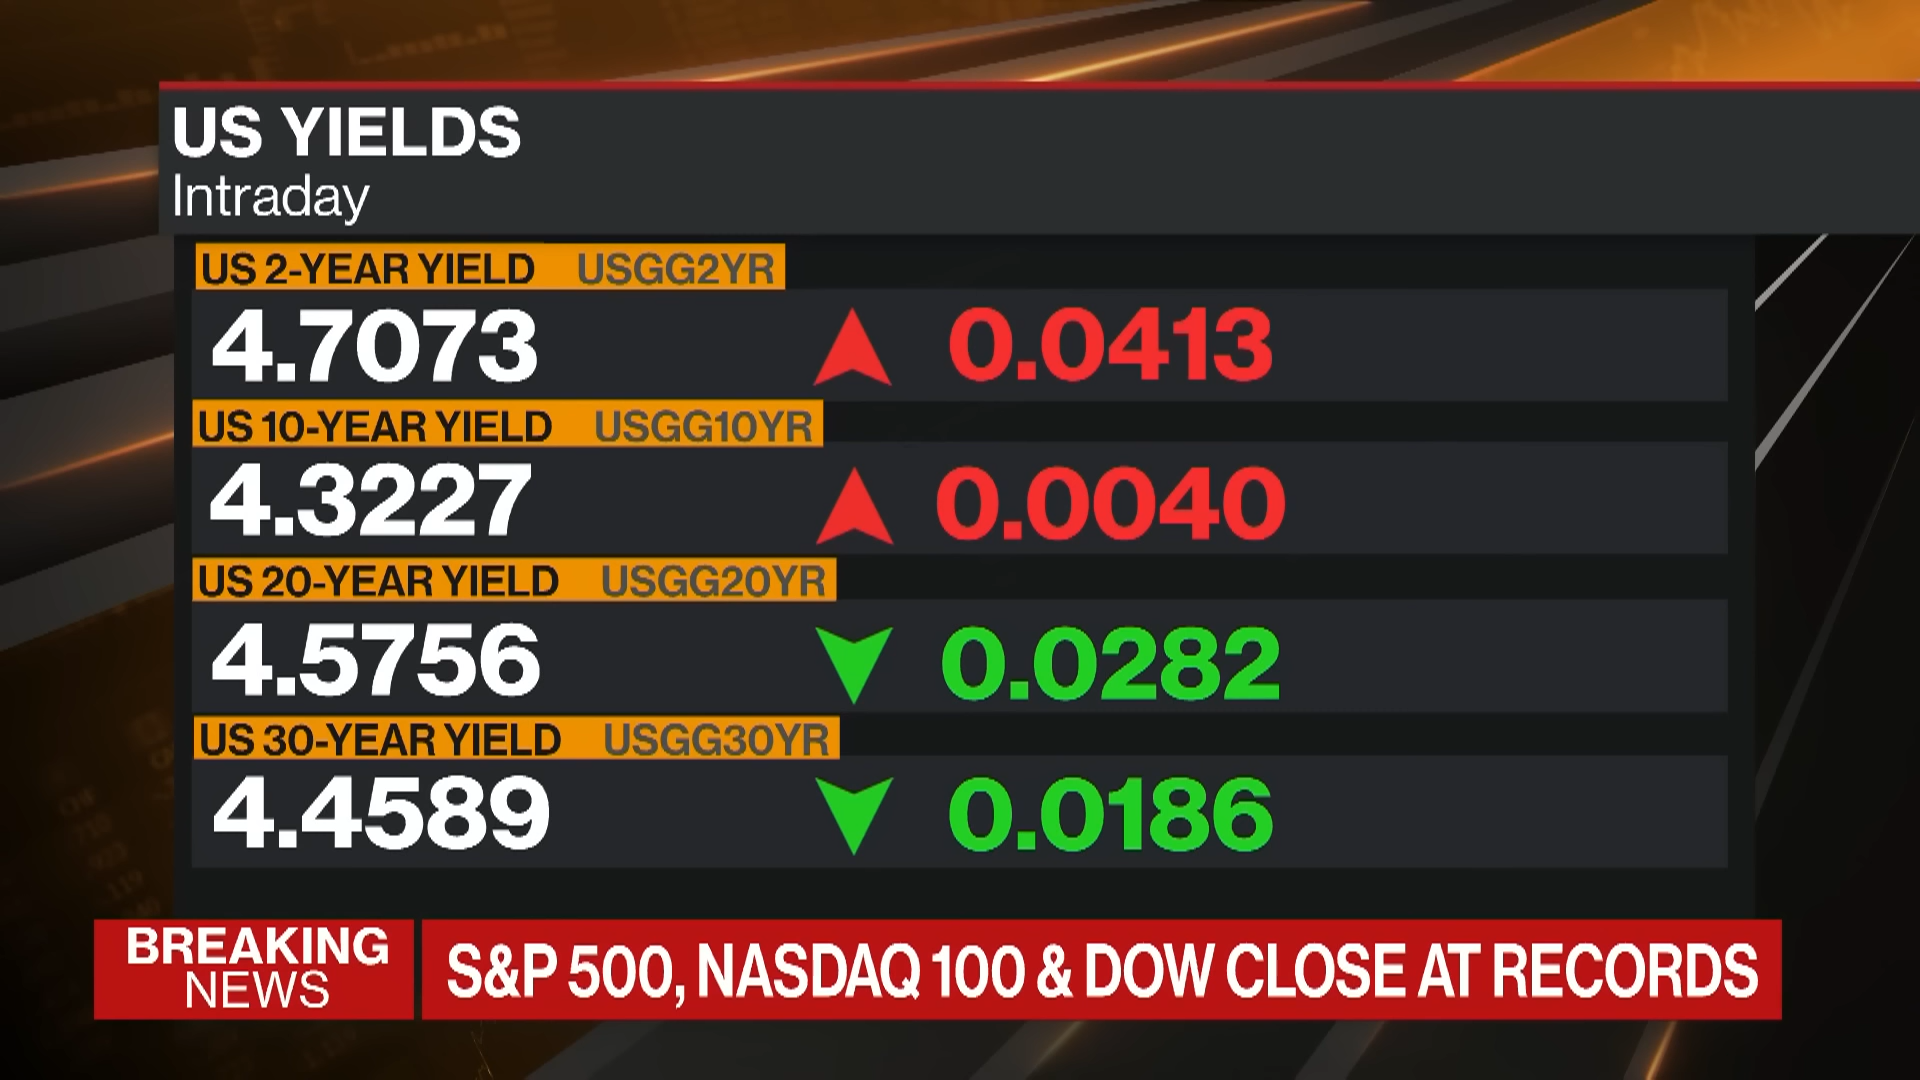 US YIELDS
Intraday
US 2-YEAR YIELD USGG2YR
4.7073 0.0413
US 10-YEAR YIELD USGG10YR
4.3227 0.0040
US 20-YEAR YIELD USGG20YR
4.5756 0.0282
US 30-YEAR YIELD USGG30YR
4.4589 0.0186
BREAKING
NEWS
S&P 500, NASDAQ 100 & DOW CLOSE AT RECORDS